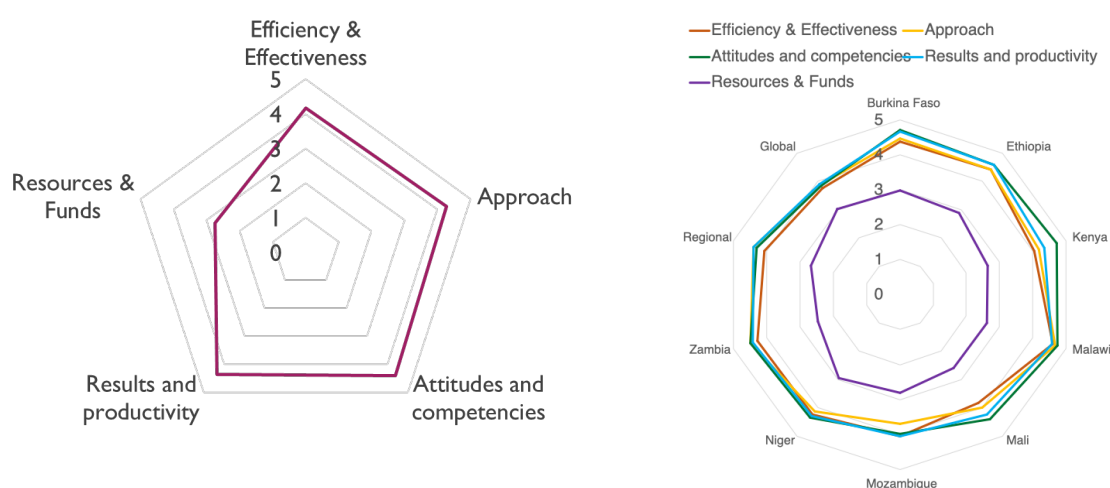 Efficiency &
Effectiveness
5
4
3
2
1
0
Resources &
Funds
Approach
Results and
productivity
Attitudes and
competencies
Efficiency & Effectiveness
Approach
Attitudes and competencies
Results and productivity
Resources & Funds
Burkina Faso
5
4
3
2
1
0
Global
Ethiopia
Regional
Kenya
Zambia
Malawi
Niger
Mali
Mozambique